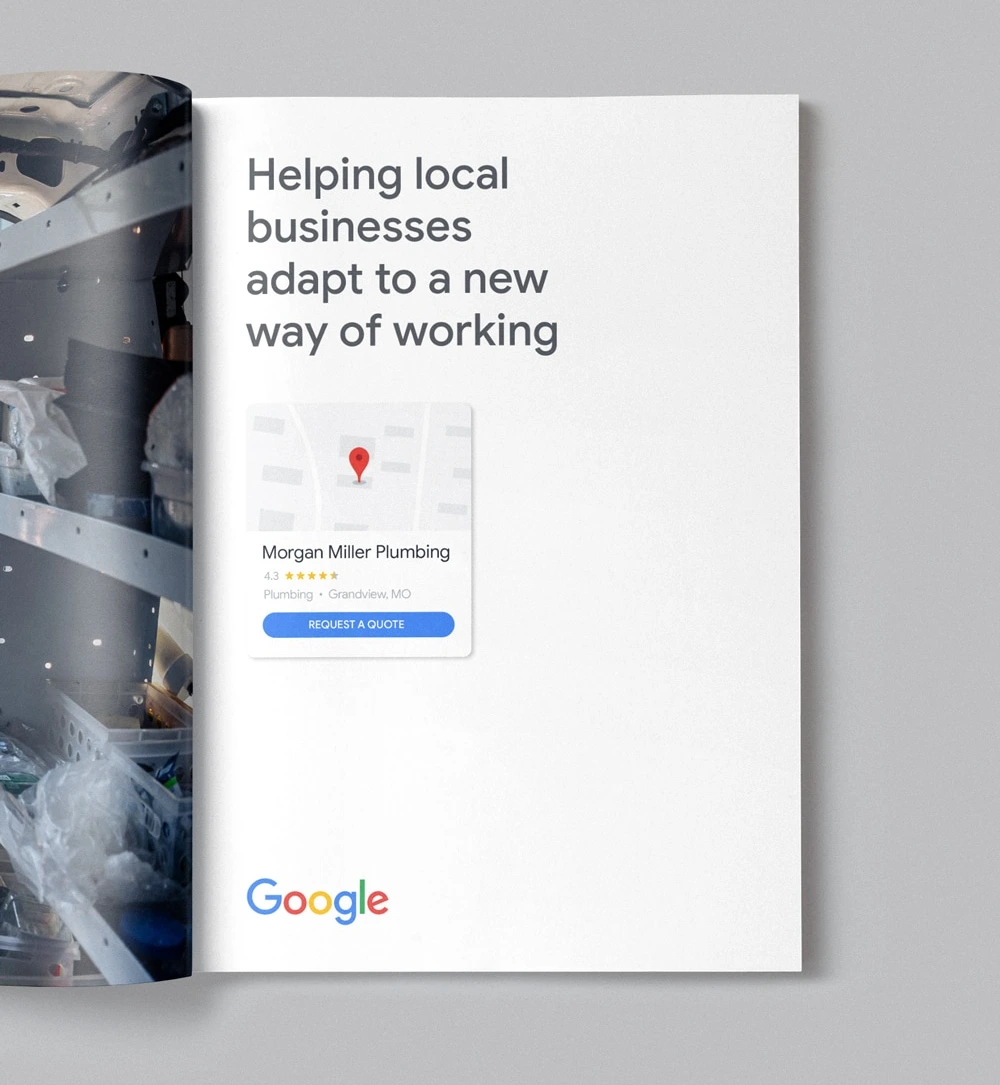 Helping local
businesses
adapt to a new
way of working
Morgan Miller Plumbing
4.3
Plumbing • Grandview, MO
REQUEST A QUOTE
Google